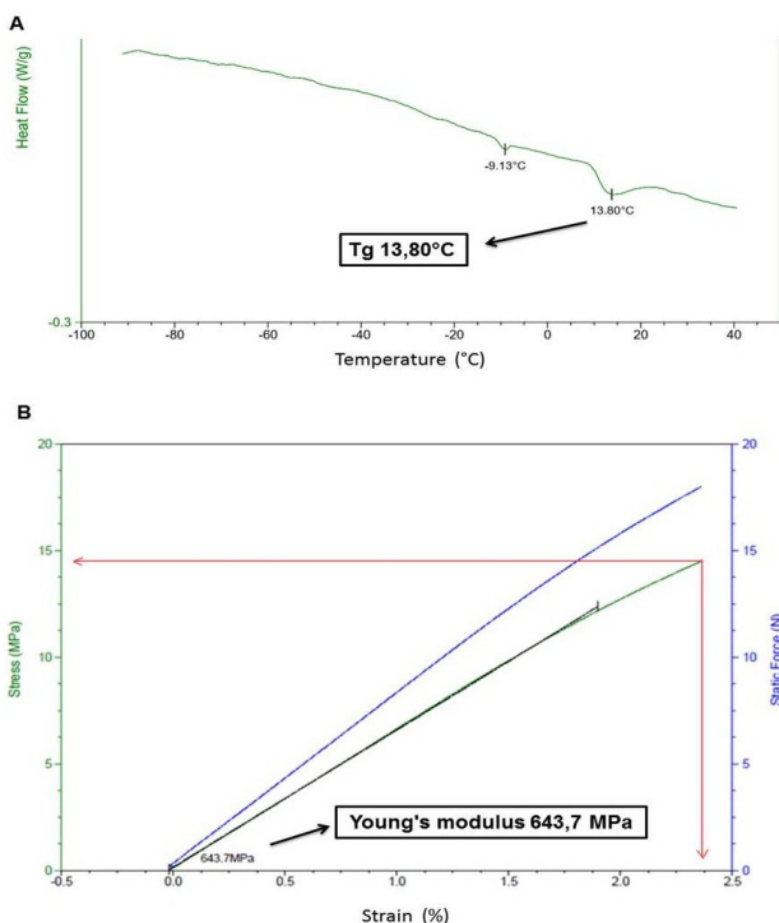 A
Heat Flow (W/g)
-9.13°C
13.80°C
Tg 13,80°C
-0.3
-100 -80 -60 -40 -20 0 20 40
Temperature (°C)
B
20 20
15 15
10 10
5 5
0 0
Stress (MPa)
Static Force (N)
Young's modulus 643,7 MPa
643.7MPa
-0.5 0.0 0.5 1.0 1.5 2.0 2.5
Strain (%)